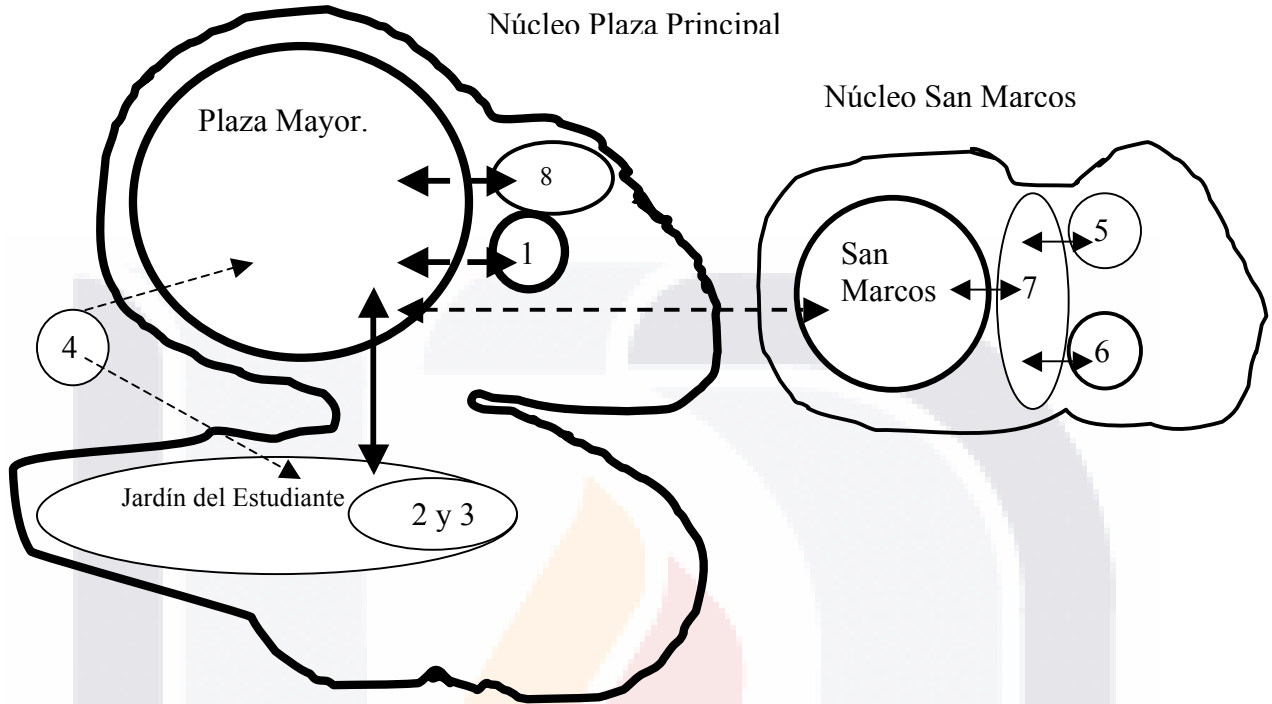 Núcleo Plaza Principal
Núcleo San Marcos
Plaza Mayor.
8
1
San
Marcos
7
5
6
4
Jardín del Estudiante
2 y 3